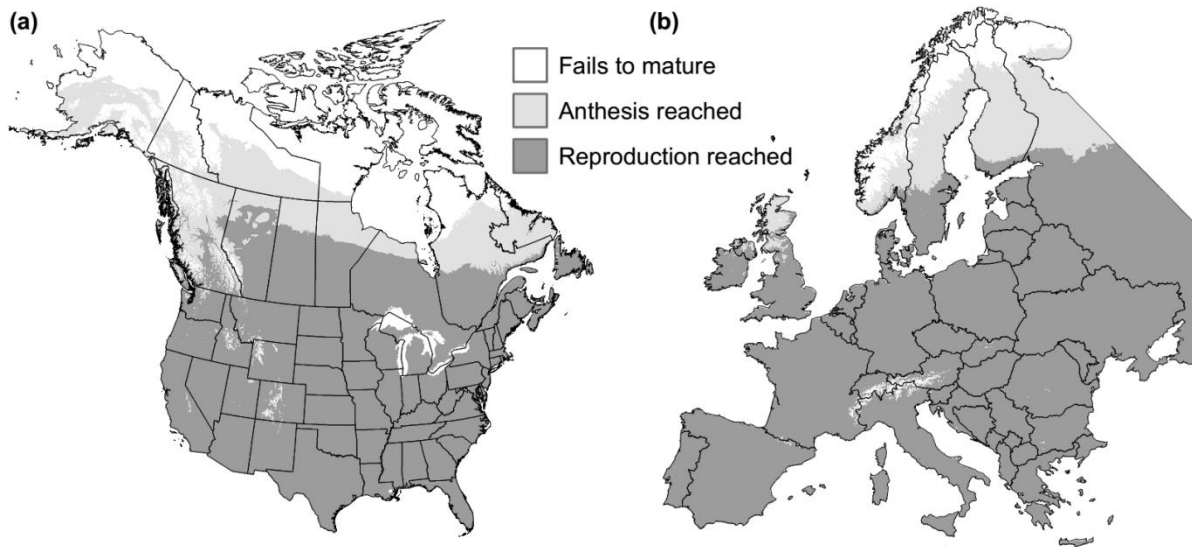 (a)
(b)
Fails to mature
Anthesis reached
Reproduction reached